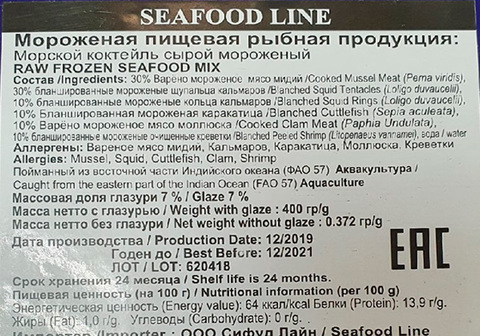 SEAFOOD LINE
Мороженая пищевая рыбная продукция:
Морской коктейль сырой мороженый
RAW FROZEN SEAFOOD MIX
Состав /Ingredients: 30% Варёно мороженое мясо мидий /Cooked Mussel Meat (Perna viridis),
30% бланшированные мороженые щупальца кальмаров /Blanched Squid Tentacles (Loligo duvaucelii),
10% бланшированные мороженые кольца кальмаров /Blanched Squid Rings (Loligo duvaucelii),
10% бланшированная мороженая каракатица /Blanched Cuttlefish (Sepia aculeata),
10% Варёно мороженое мясо моллюска /Cooked Clam Meat (Paphia Undulata),
10% бланшированные мороженые очищеные креветки /Blanched Peeled Shrimp (Litopenaeus vannamei), вода / water
Аллергены: Вареное мясо мидий, Кальмаров, Каракатица, Моллюска, Креветки
Allergies: Mussel, Squid, Cuttlefish, Clam, Shrimp
Пойманный из восточной части Индийского океана (ФАО 57) Аквакультура /
Caught from the eastern part of the Indian Ocean (FAO 57) Aquaculture
Массовая доля глазури 7 % / Glaze 7 %
Масса нетто с глазурью / Weight with glaze : 400 гр/g
Масса нетто без глазури / Net weight without glaze : 0.372 гр/g
Дата производства / Production Date: 12/2019
Годен до / Best Before: 12/2021
ЛОТ / LOT: 620418
EAC
Срок хранения 24 месяца / Shelf life is 24 months.
Пищевая ценность (на 100 г) / Nutritional information (per 100 g)
Энергетическая ценность (Energy value): 64 ккал/kcal Белки (Protein): 13,9 г/g.
Жиры (Fat): 1,0 г/g. Углеводы (Carbohydrate): 0 г/g.
Импортер / Importer : ООО Сифуд Лайн / Seafood Line